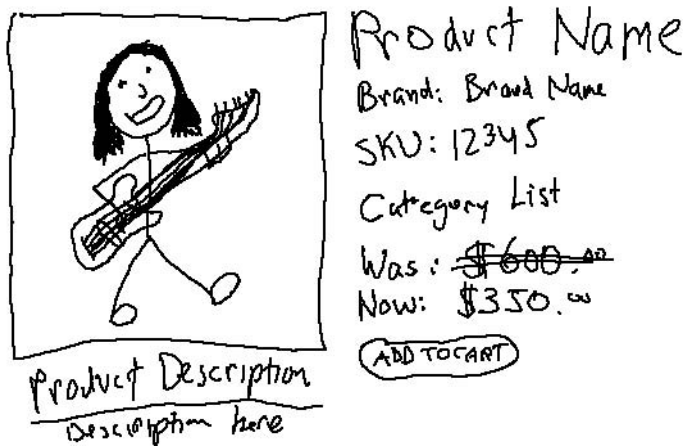 Product Name
Brand: Brand Name
SKU: 12345
Category List
Was: $600.00
Now: $350.00
ADD TO CART
Product Description
Description here